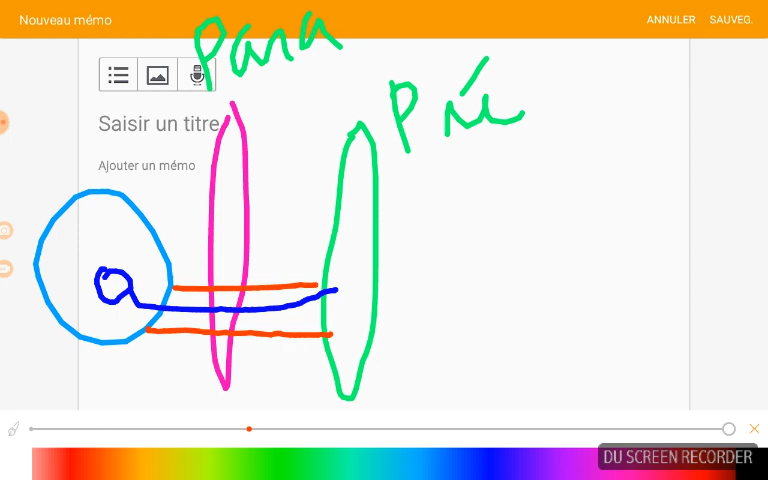 Nouveau mémo
ANNULER SAUVEG.
Para
Pré
Saisir un titre
Ajouter un mémo
DU SCREEN RECORDER